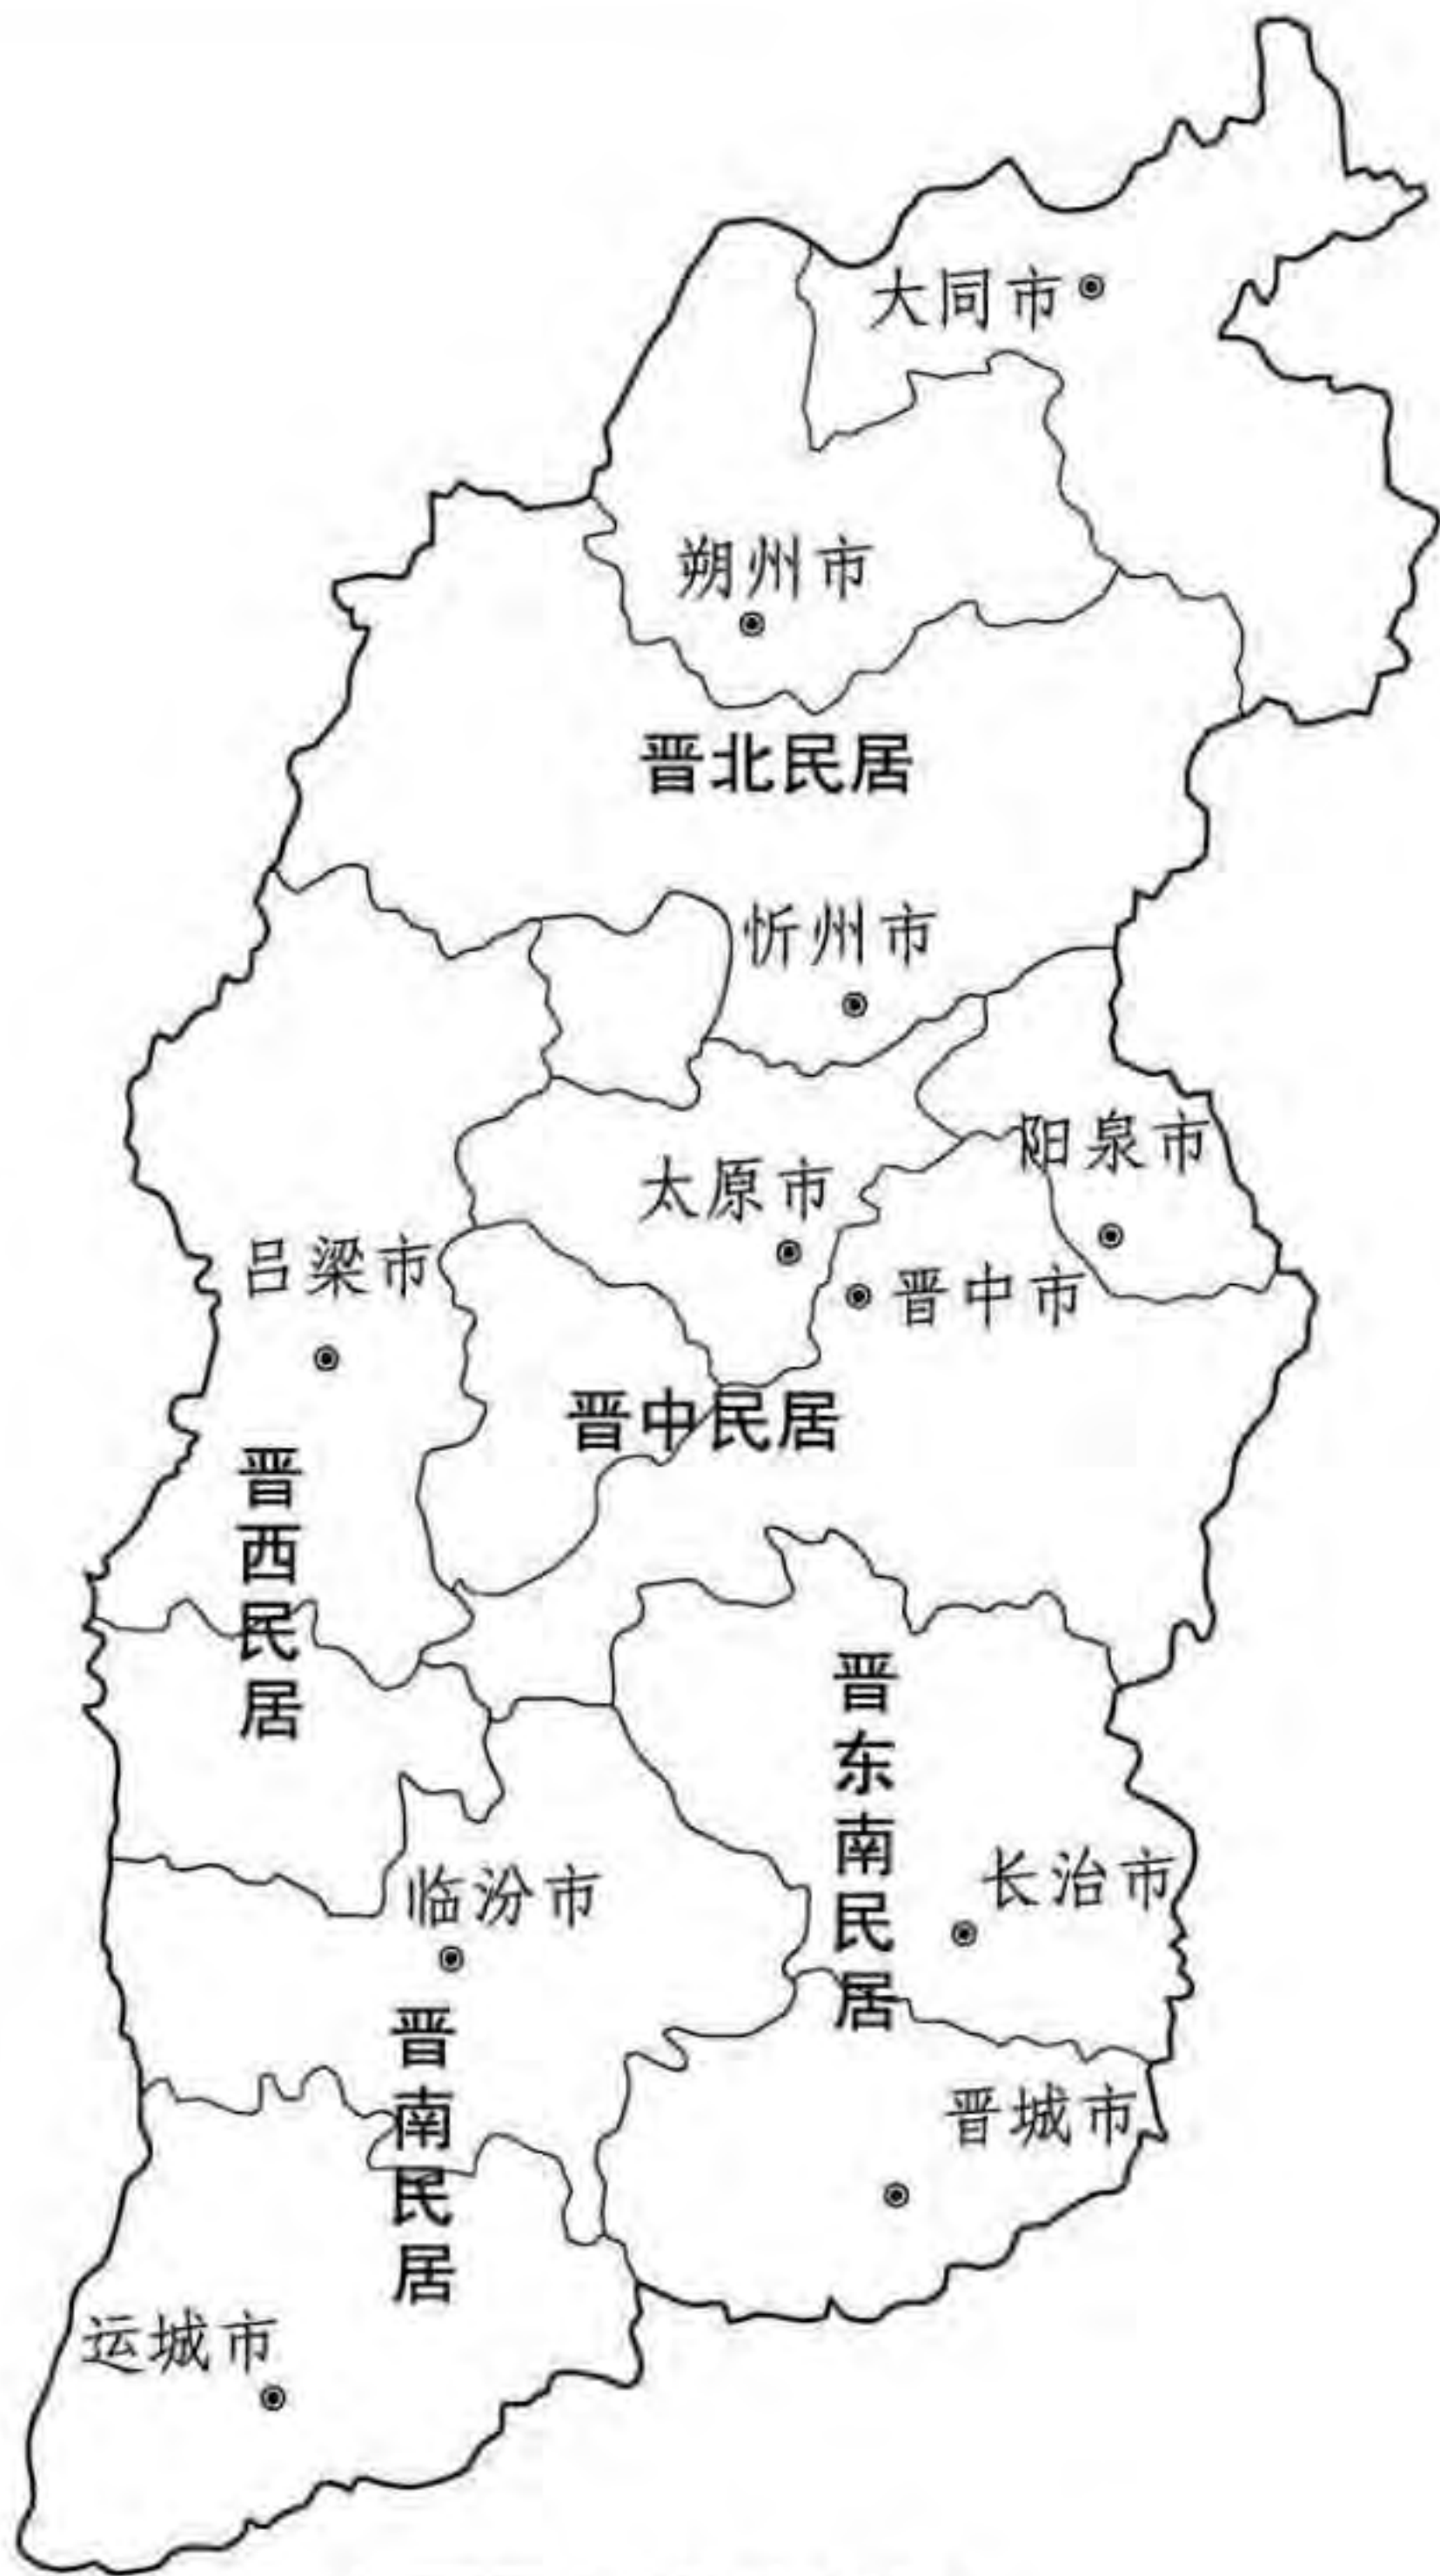 大同市
朔州市
晋北民居
忻州市
阳泉市
太原市
吕梁市
晋中市
晋中民居
晋西民居
晋东南民居
长治市
临汾市
晋南民居
晋城市
运城市